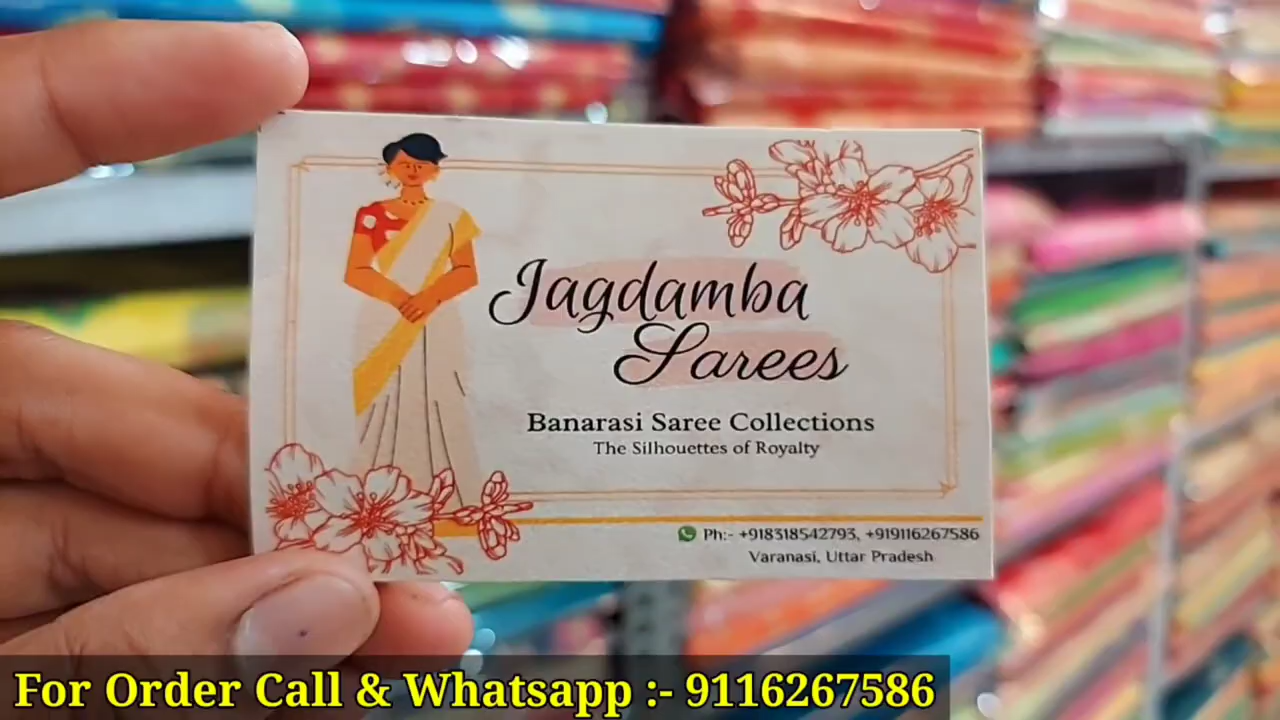 Jagdamba
Sarees
Banarasi Saree Collections
The Silhouettes of Royalty
Ph:- +918318542793, +919116267586
Varanasi, Uttar Pradesh
For Order Call & Whatsapp :- 9116267586